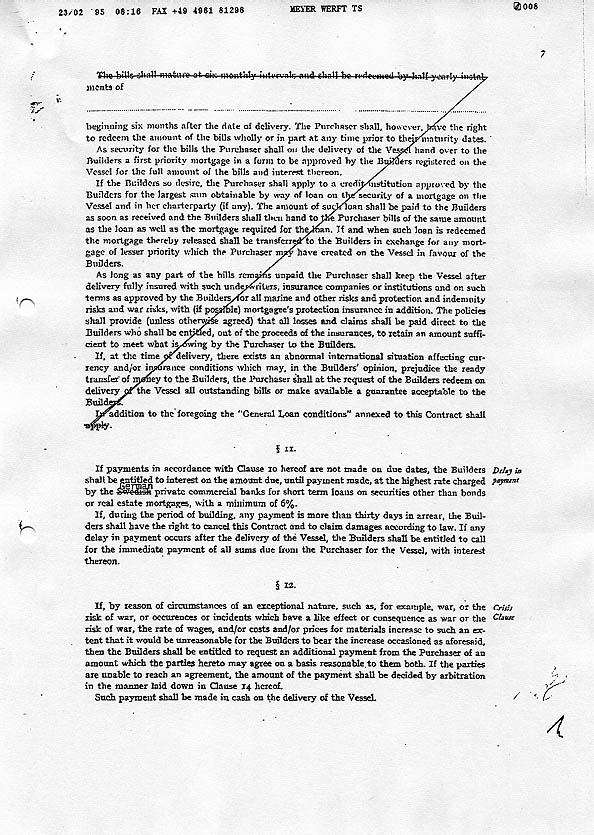 23/02 '95 08:16 FAX +49 4961 81298 MEYER WERFT TS 008
7
The bills shall mature at six monthly intervals and shall be redeemed by half yearly instal-
ments of
beginning six months after the date of delivery. The Purchaser shall, however, have the right
to redeem the amount of the bills wholly or in part at any time prior to their maturity dates.
As security for the bills the Purchaser shall on the delivery of the Vessel hand over to the
Builders a first priority mortgage in a form to be approved by the Builders registered on the
Vessel for the full amount of the bills and interest thereon.
If the Builders so desire, the Purchaser shall apply to a credit institution approved by the
Builders for the largest sum obtainable by way of loan on the security of a mortgage on the
Vessel and in her charterparty (if any). The amount of such loan shall be paid to the Builders
as soon as received and the Builders shall then hand to the Purchaser bills of the same amount
as the loan as well as the mortgage required for the loan. If and when such loan is redeemed
the mortgage thereby released shall be transferred to the Builders in exchange for any mort-
gage of lesser priority which the Purchaser may have created on the Vessel in favour of the
Builders.
As long as any part of the bills remains unpaid the Purchaser shall keep the Vessel after
delivery fully insured with such underwriters, insurance companies or institutions and on such
terms as approved by the Builders, for all marine and other risks and protection and indemnity
risks and war risks, with (if possible) mortgagee's protection insurance in addition. The policies
shall provide (unless otherwise agreed) that all losses and claims shall be paid direct to the
Builders who shall be entitled, out of the proceeds of the insurances, to retain an amount suffi-
cient to meet what is owing by the Purchaser to the Builders.
If, at the time of delivery, there exists an abnormal international situation affecting cur-
rency and/or insurance conditions which may, in the Builders' opinion, prejudice the ready
transfer of money to the Builders, the Purchaser shall at the request of the Builders redeem on
delivery of the Vessel all outstanding bills or make available a guarantee acceptable to the
Builders.
In addition to the foregoing the "General Loan conditions" annexed to this Contract shall
apply.
§ 11.
If payments in accordance with Clause 10 hereof are not made on due dates, the Builders Delay in
shall be entitled to interest on the amount due, until payment made, at the highest rate charged payment
German
by the Swedish private commercial banks for short term loans on securities other than bonds
or real estate mortgages, with a minimum of 6%.
If, during the period of building, any payment is more than thirty days in arrear, the Buil-
ders shall have the right to cancel this Contract and to claim damages according to law. If any
delay in payment occurs after the delivery of the Vessel, the Builders shall be entitled to call
for the immediate payment of all sums due from the Purchaser for the Vessel, with interest
thereon.
§ 12.
If, by reason of circumstances of an exceptional nature, such as, for example, war, or the Crisis
risk of war, or occurences or incidents which have a like effect or consequence as war or the Clause
risk of war, the rate of wages, and/or costs and/or prices for materials increase to such an ex-
tent that it would be unreasonable for the Builders to bear the increase occasioned as aforesaid,
then the Builders shall be entitled to request an additional payment from the Purchaser of an
amount which the parties hereto may agree on a basis reasonable to them both. If the parties
are unable to reach an agreement, the amount of the payment shall be decided by arbitration
in the manner laid down in Clause 14 hereof.
Such payment shall be made in cash on the delivery of the Vessel.